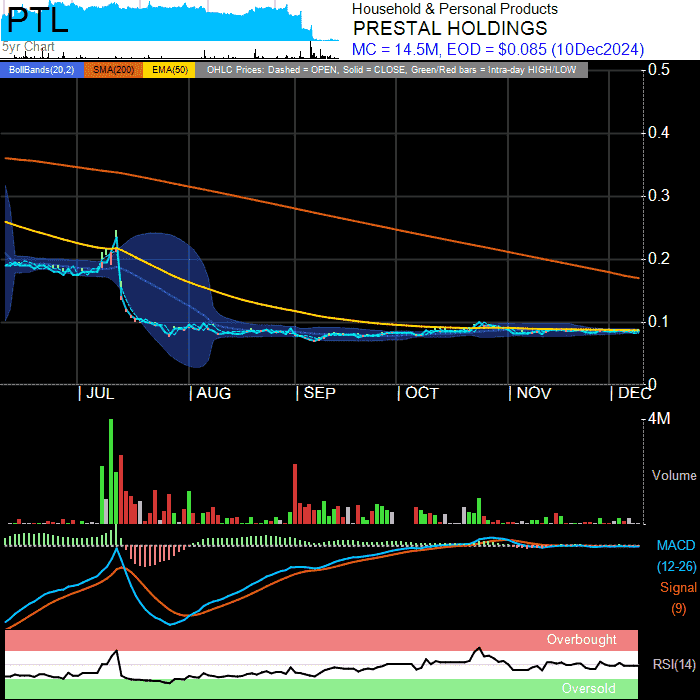 PTL
5yr Chart
Household & Personal Products
PRESTAL HOLDINGS
MC = 14.5M, EOD = $0.085 (10Dec2024)
BollBands(20,2) SMA(200) EMA(50) OHLC Prices: Dashed = OPEN, Solid = CLOSE, Green/Red bars = Intra-day HIGH/LOW
0.5
0.4
0.3
0.2
0.1
0
| JUL | AUG | SEP | OCT | NOV | DEC
4M
Volume
MACD
(12-26)
Signal
(9)
Overbought
RSI(14)
Oversold